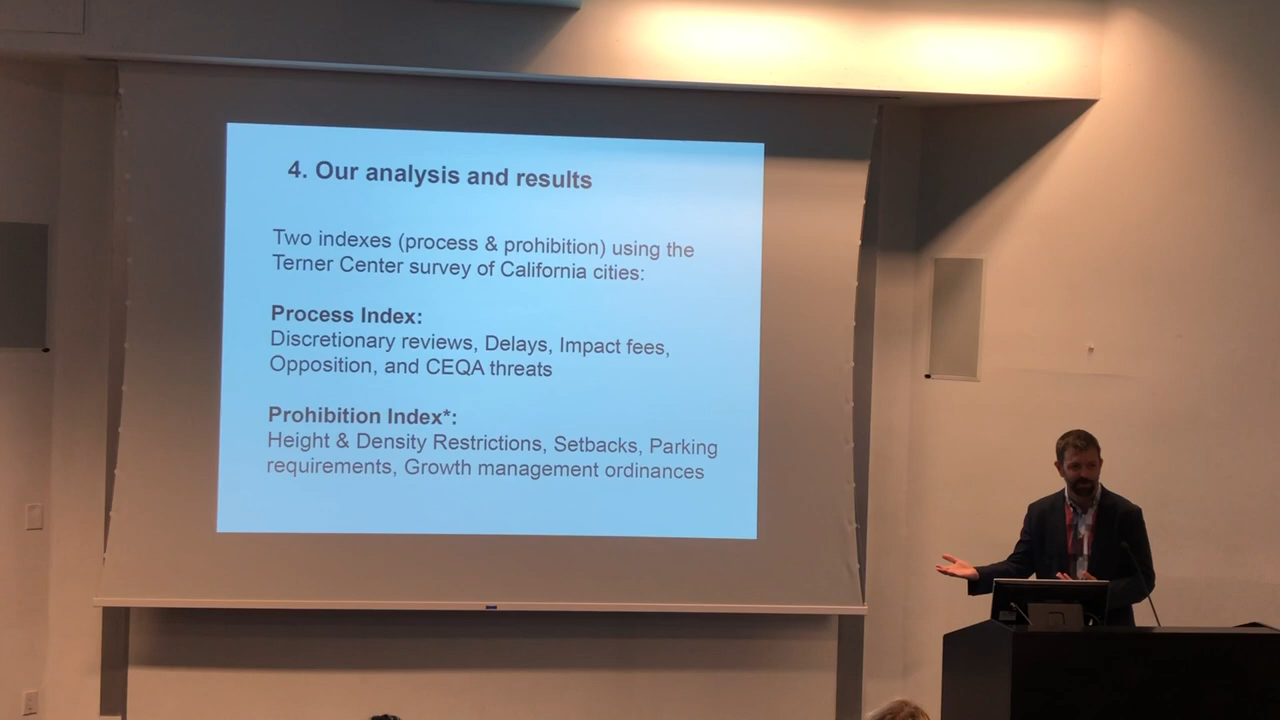 4. Our analysis and results
Two indexes (process & prohibition) using the
Terner Center survey of California cities:
Process Index:
Discretionary reviews, Delays, Impact fees,
Opposition, and CEQA threats
Prohibition Index*:
Height & Density Restrictions, Setbacks, Parking
requirements, Growth management ordinances